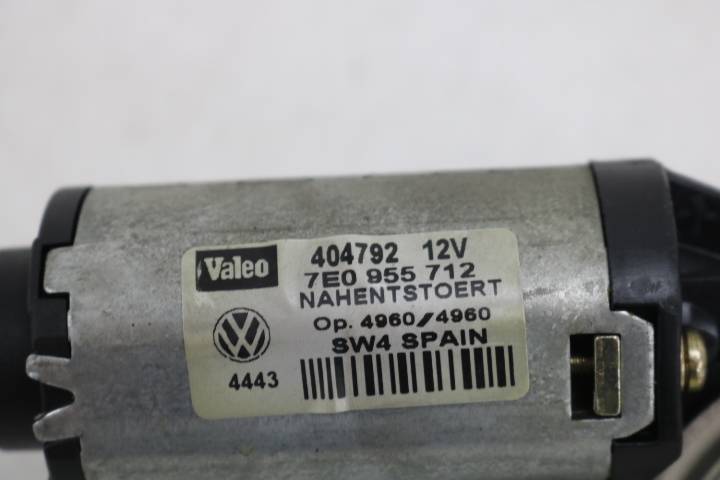 Valeo
404792 12V
7E0 955 712
NAHENTSTOERT
Op. 4960/4960
SW4 SPAIN
4443